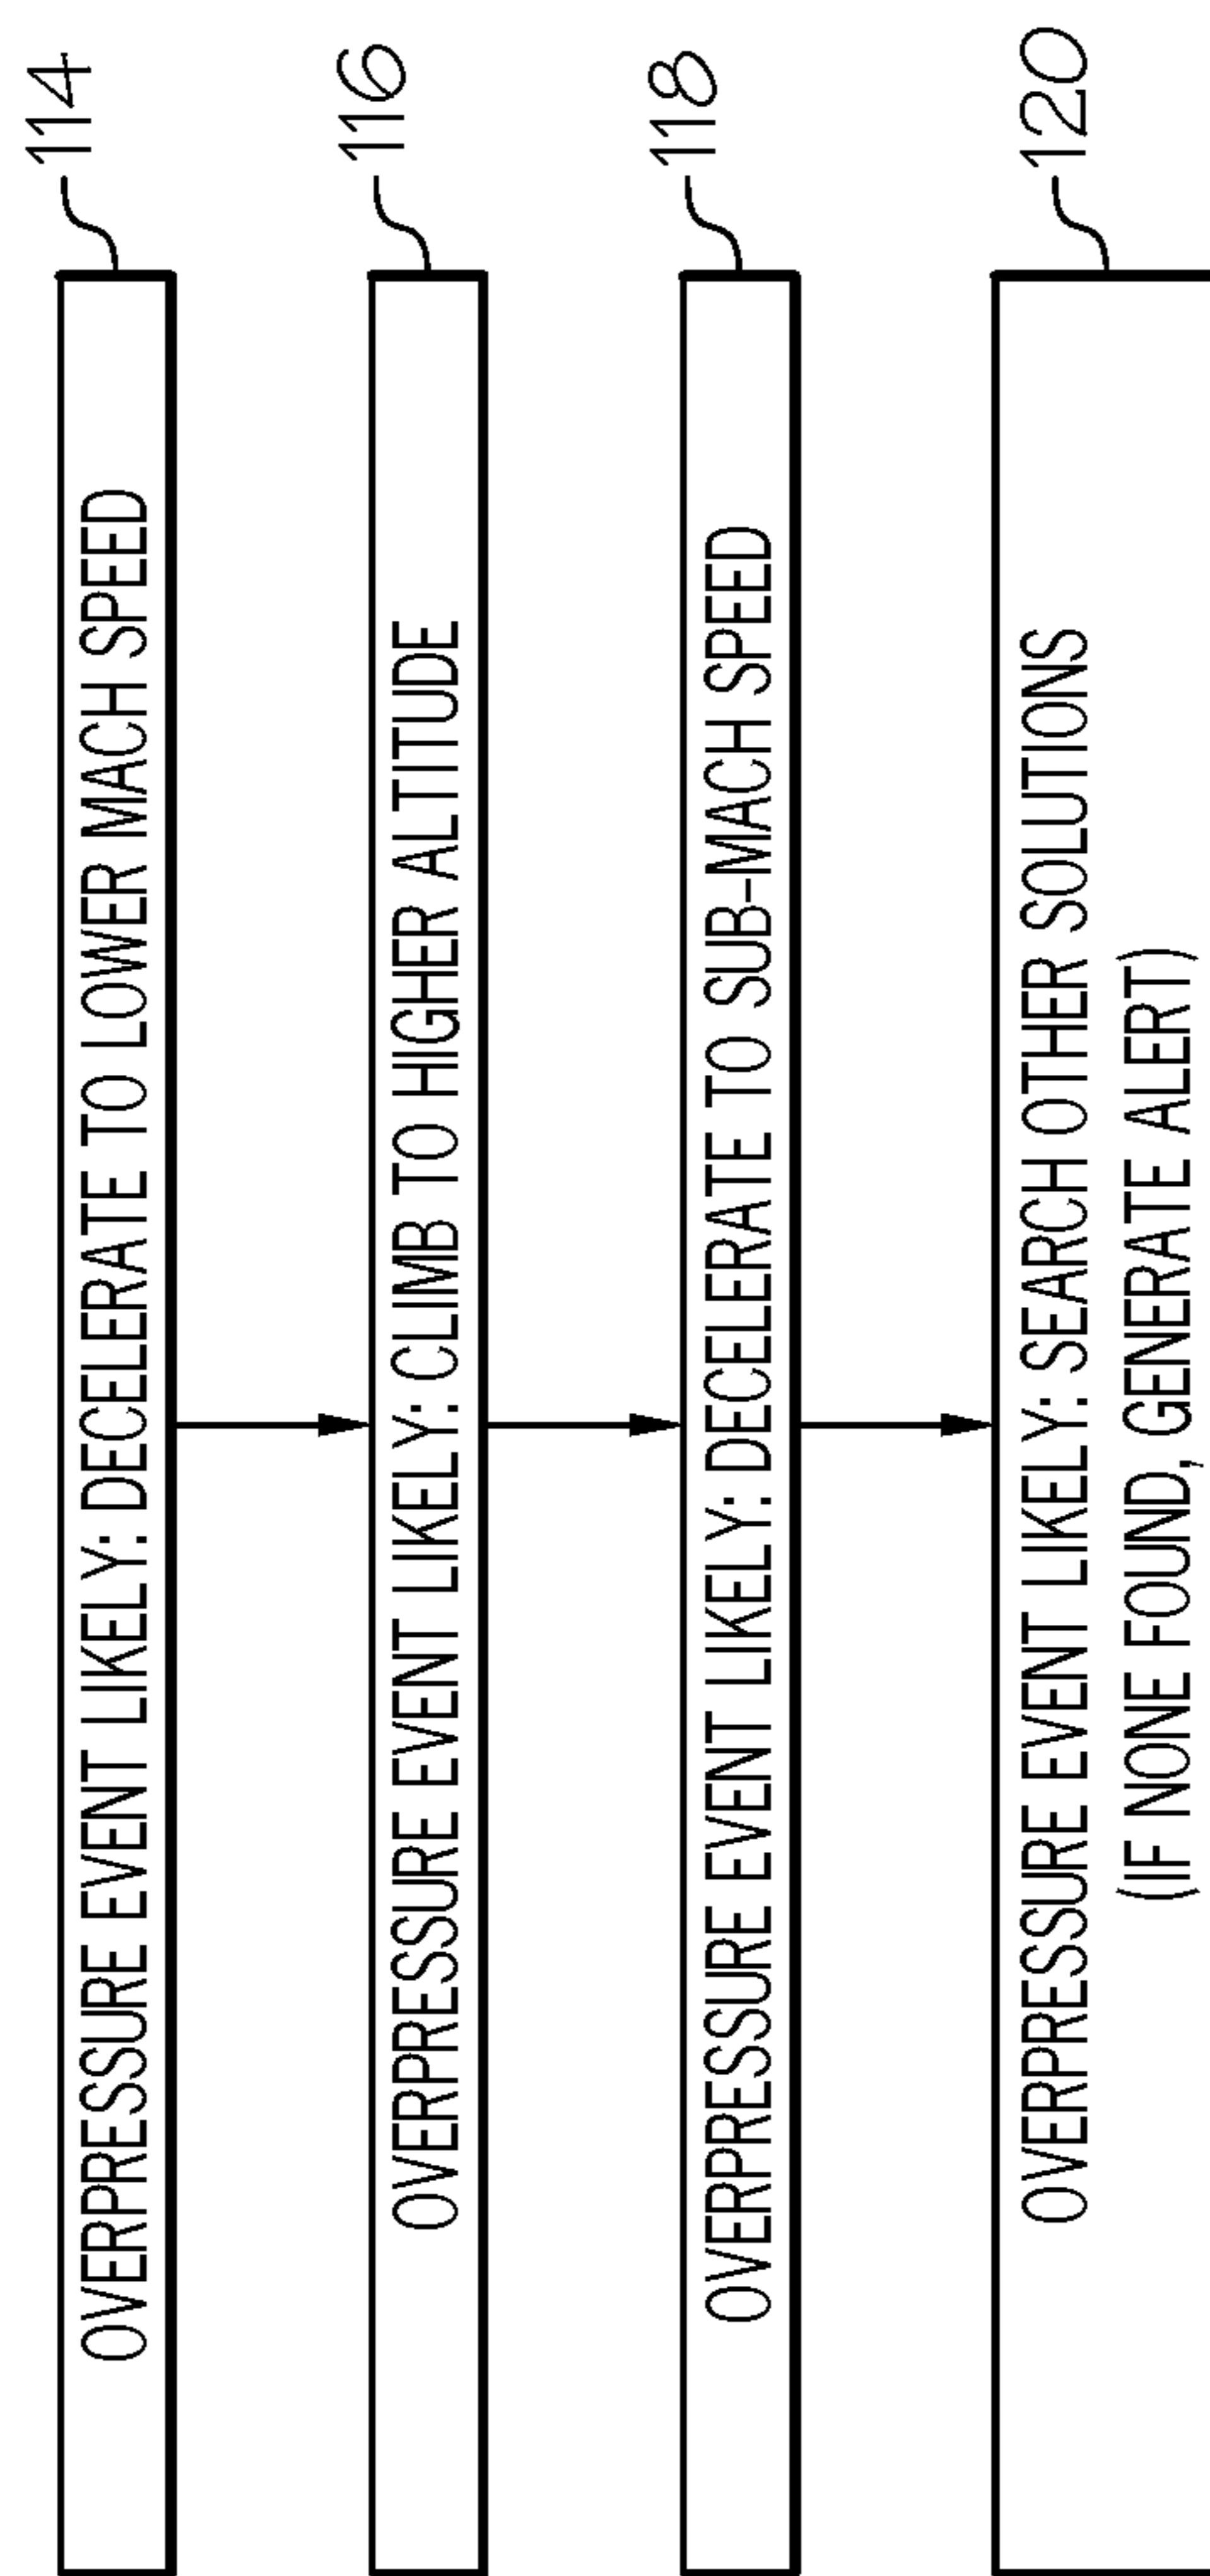 114
OVERPRESSURE EVENT LIKELY: DECELERATE TO LOWER MACH SPEED
116
OVERPRESSURE EVENT LIKELY: CLIMB TO HIGHER ALTITUDE
118
OVERPRESSURE EVENT LIKELY: DECELERATE TO SUB-MACH SPEED
120
OVERPRESSURE EVENT LIKELY: SEARCH OTHER SOLUTIONS
(IF NONE FOUND, GENERATE ALERT)